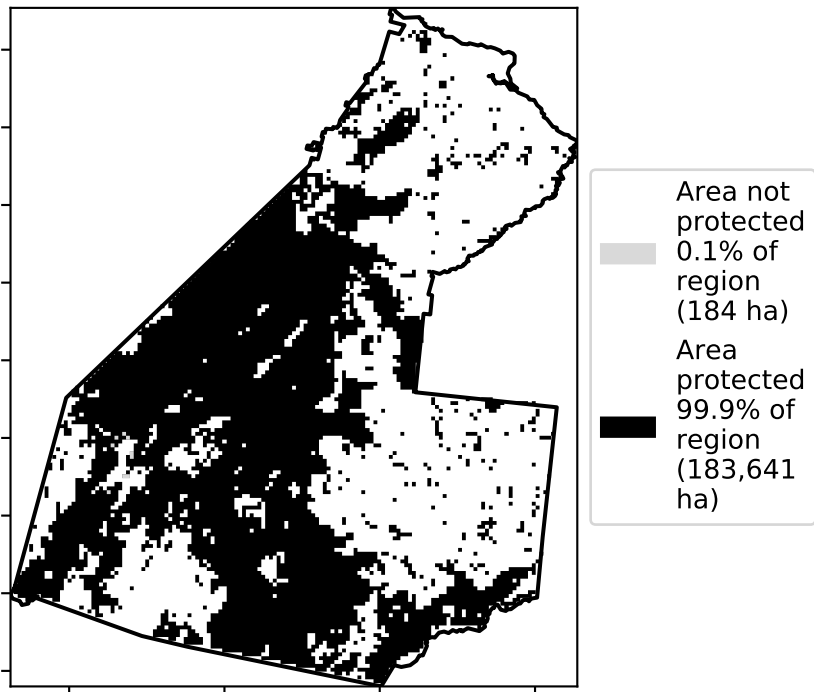 Area not
protected
0.1% of
region
(184 ha)
Area
protected
99.9% of
region
(183,641
ha)